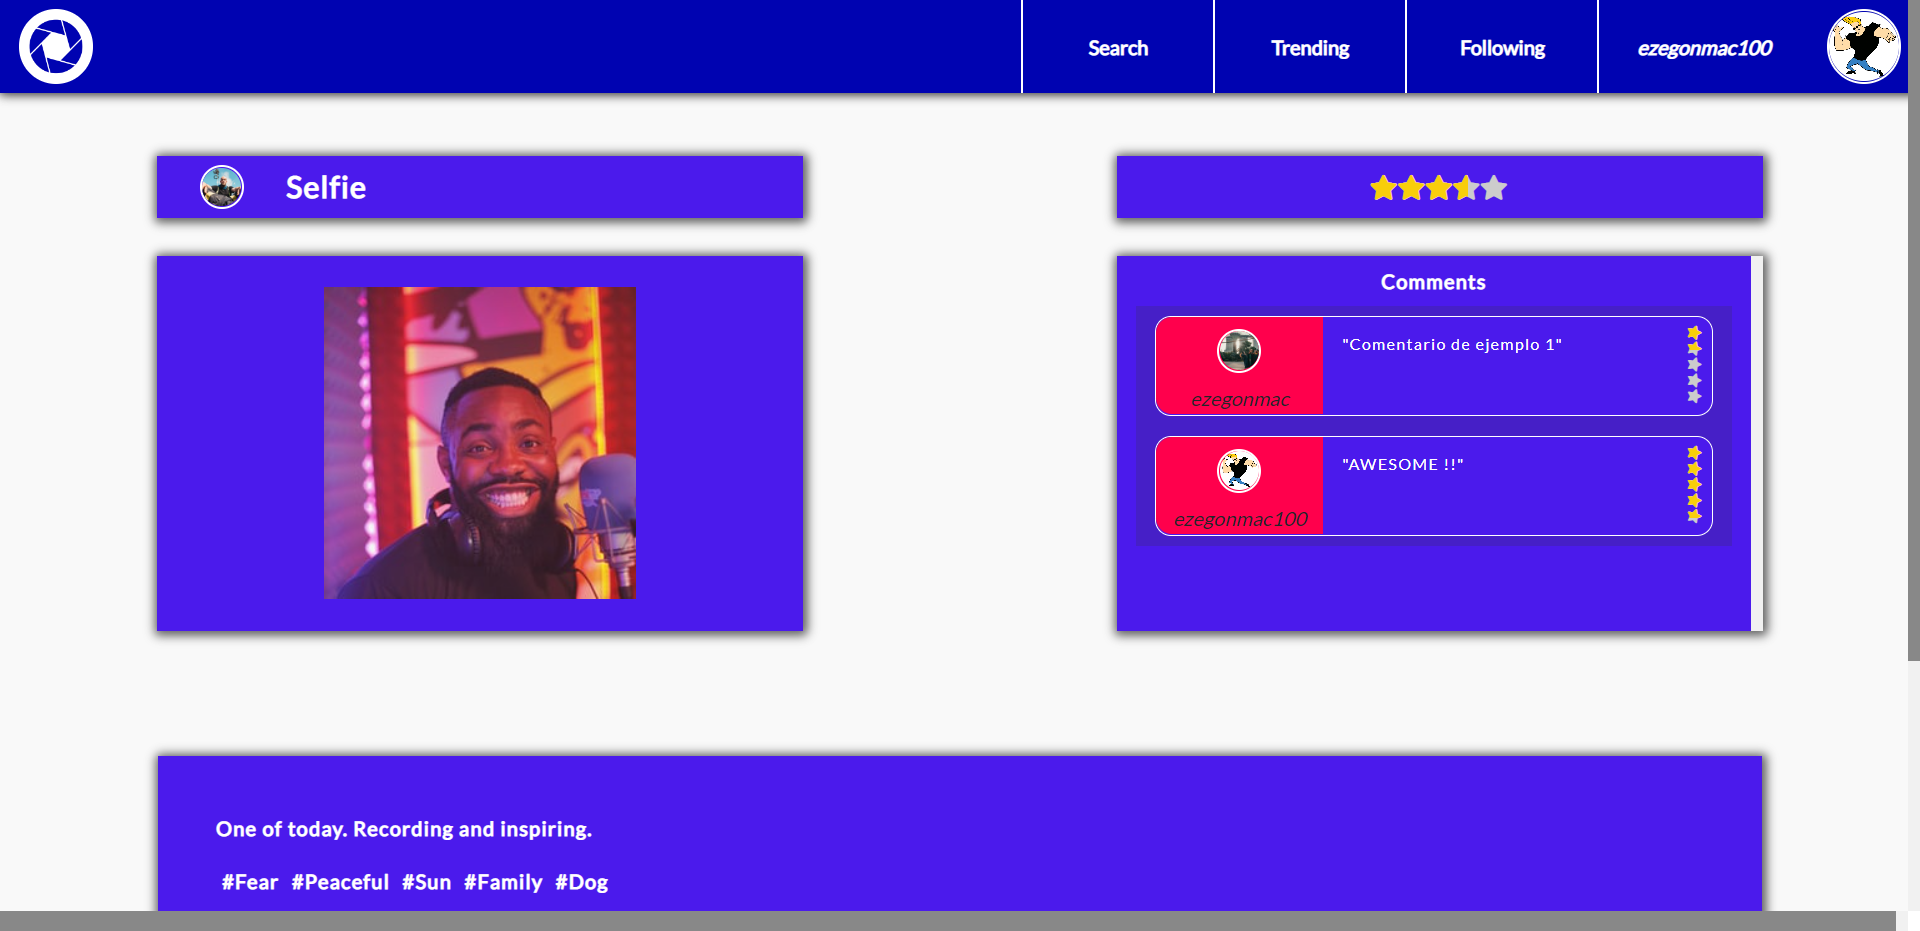 Search
Trending
Following
ezegonmac100
Selfie
Comments
"Comentario de ejemplo 1"
ezegonmac
"AWESOME !!"
ezegonmac100
One of today. Recording and inspiring.
#Fear #Peaceful #Sun #Family #Dog